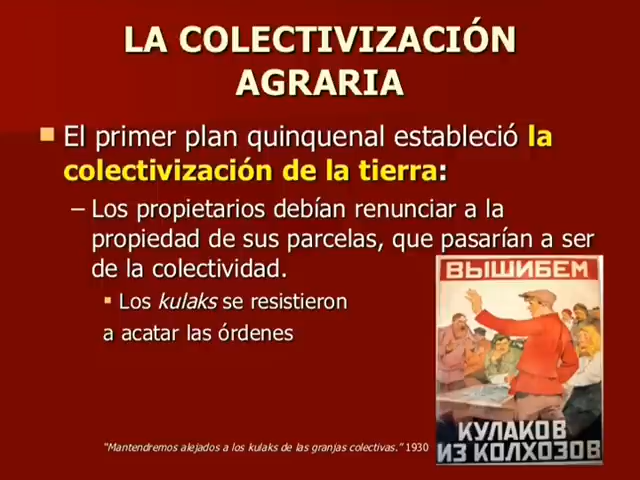 LA COLECTIVIZACIÓN
AGRARIA
El primer plan quinquenal estableció la
colectivización de la tierra:
– Los propietarios debían renunciar a la
propiedad de sus parcelas, que pasarían a ser
de la colectividad.
Los kulaks se resistieron
a acatar las órdenes
ВЫШИБЕМ
КУЛАКОВ
ИЗ КОЛХОЗОВ
“Mantendremos alejados a los kulaks de las granjas colectivas.” 1930